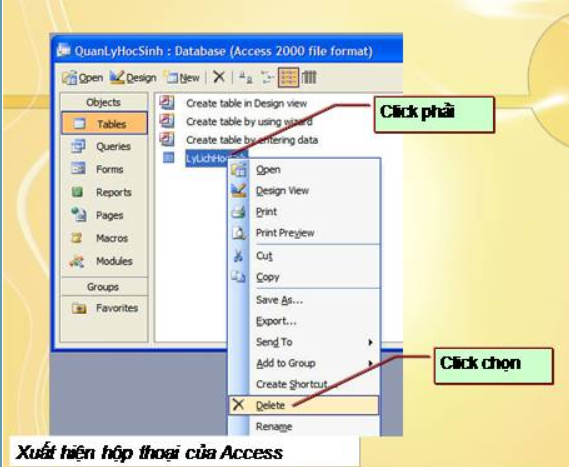 QuanLyHocSinh : Database (Access 2000 file format)
Open Design New
Objects
Tables
Queries
Forms
Reports
Pages
Macros
Modules
Groups
Favorites
Create table in Design view
Create table by using wizard
Create table by entering data
Click phải
Open
Design View
Print
Print Preview
Cut
Copy
Save As...
Export...
Send To
Add to Group
Create Shortcut...
Delete
Rename
Click chọn
Xuất hiện hộp thoại của Access